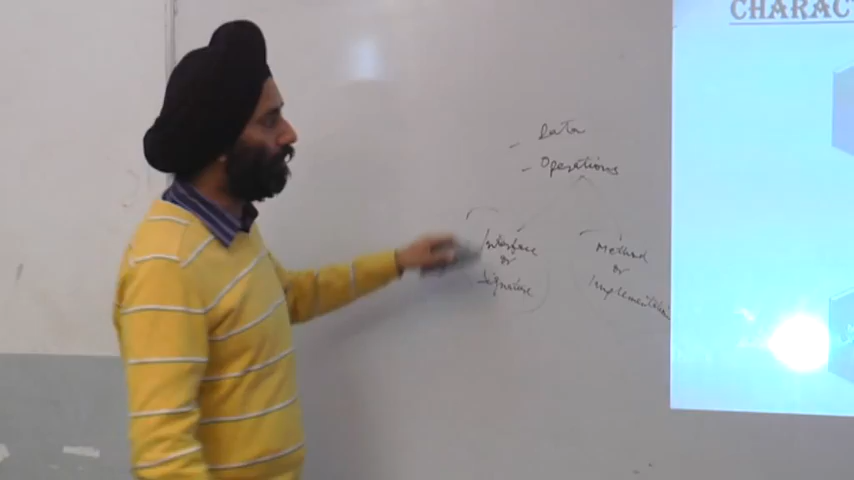 CHARACT
- Data
- Operations
Interface
or
Signature
Method
or
Implementation